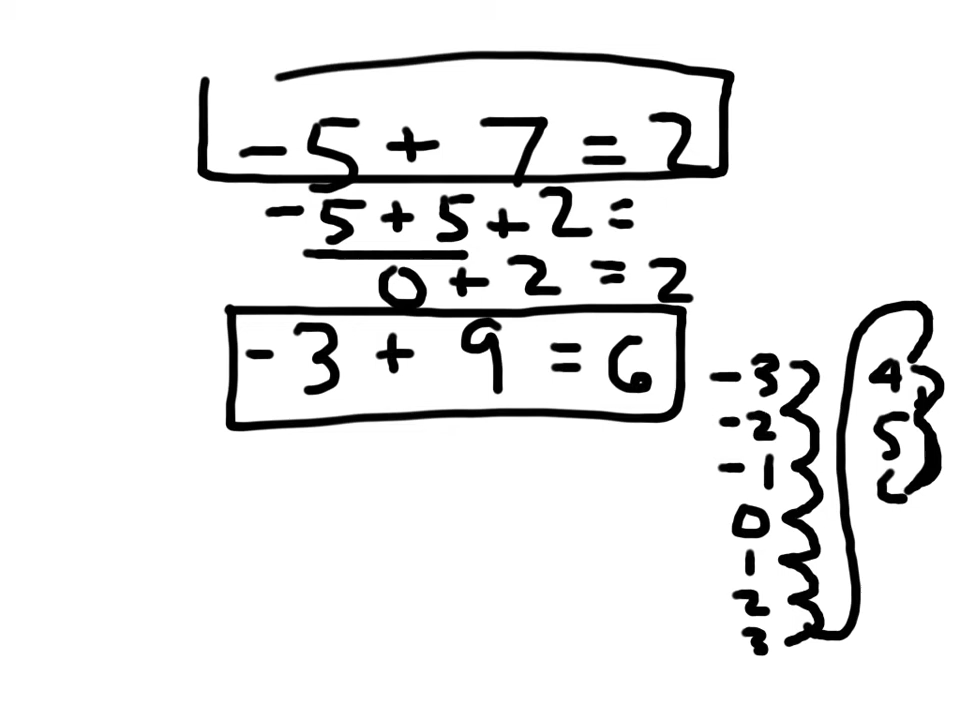 -5 + 7 = 2
-5 + 5 + 2 =
0 + 2 = 2
-3 + 9 = 6
-3
-2
-1
0
1
2
3
4
5